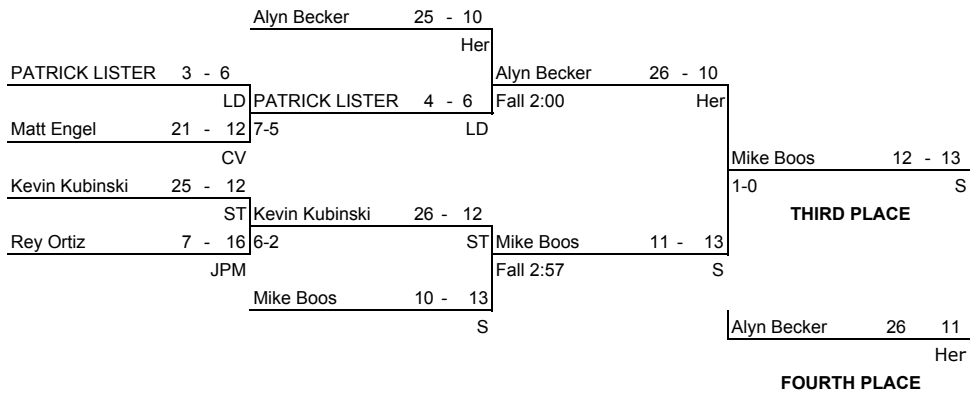 Alyn Becker 25 - 10
Her
PATRICK LISTER 3 - 6 Alyn Becker 26 - 10
LD PATRICK LISTER 4 - 6 Fall 2:00 Her
Matt Engel 21 - 12 7-5 LD
CV Mike Boos 12 - 13
Kevin Kubinski 25 - 12 1-0 S
ST Kevin Kubinski 26 - 12 THIRD PLACE
Rey Ortiz 7 - 16 6-2 ST Mike Boos 11 - 13
JPM Fall 2:57 S
Mike Boos 10 - 13
S Alyn Becker 26 11
Her
FOURTH PLACE